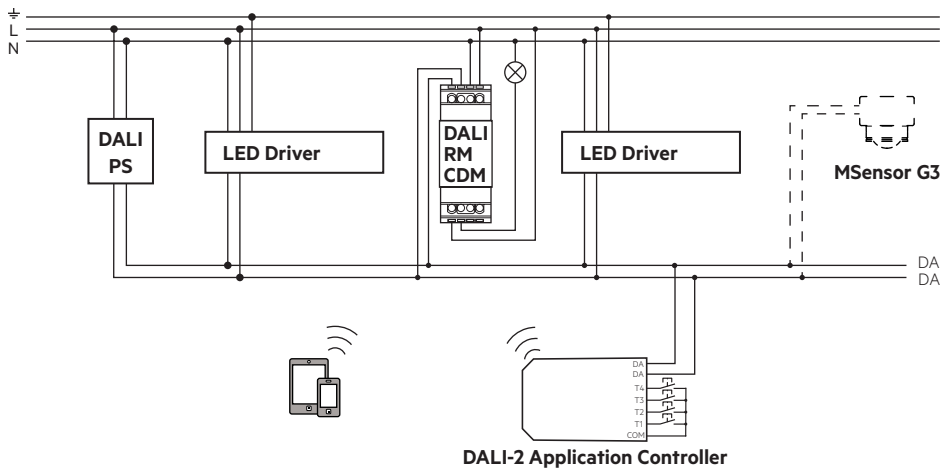 L
N
DALI
PS
LED Driver
DALI
RM
CDM
LED Driver
MSensor G3
DA
DA
DA
DA
T4
T3
T2
T1
COM
DALI-2 Application Controller